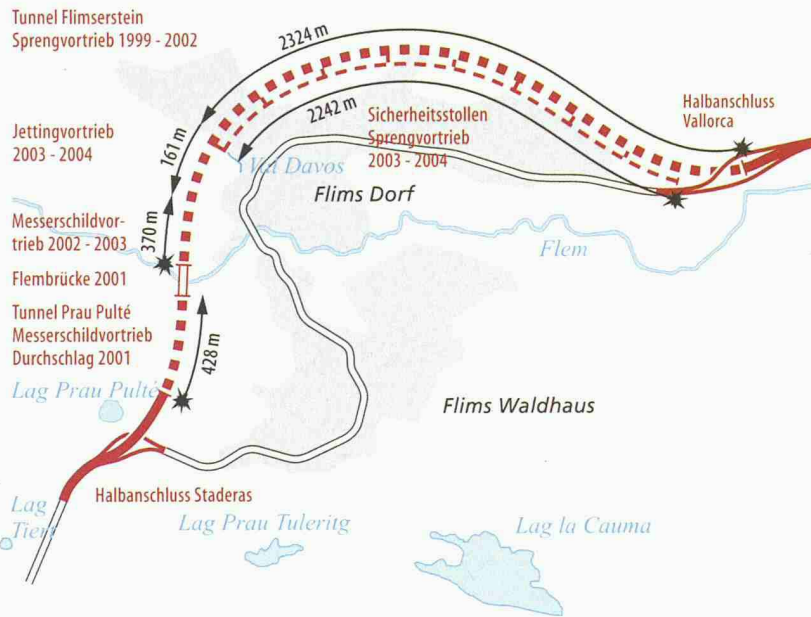 Tunnel Flimserstein
Sprengvortrieb 1999 - 2002
2324 m
Halbanschluss
Vallorca
2242 m
Sicherheitsstollen
Sprengvortrieb
2003 - 2004
Jettingvortrieb
2003 - 2004
161 m
Val Davos
Flims Dorf
Messerschildvor-
trieb 2002 - 2003
370 m
Flem
Flembrücke 2001
Tunnel Prau Pulté
Messerschildvortrieb
Durchschlag 2001
428 m
Lag Prau Pulté
Flims Waldhaus
Halbanschluss Staderas
Lag
Tiert
Lag Prau Tuleritg
Lag la Cauma